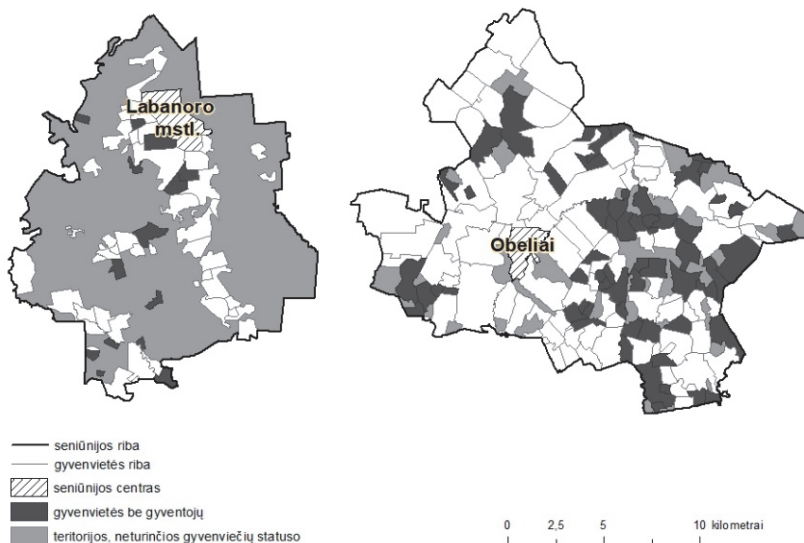 Labanoro
mstl.
Obeliai
seniūnijos riba
gyvenvietės riba
seniūnijos centras
gyvenvietės be gyventojų
teritorijos, neturinčios gyvenviečių statuso
0 2,5 5 10 kilometrai